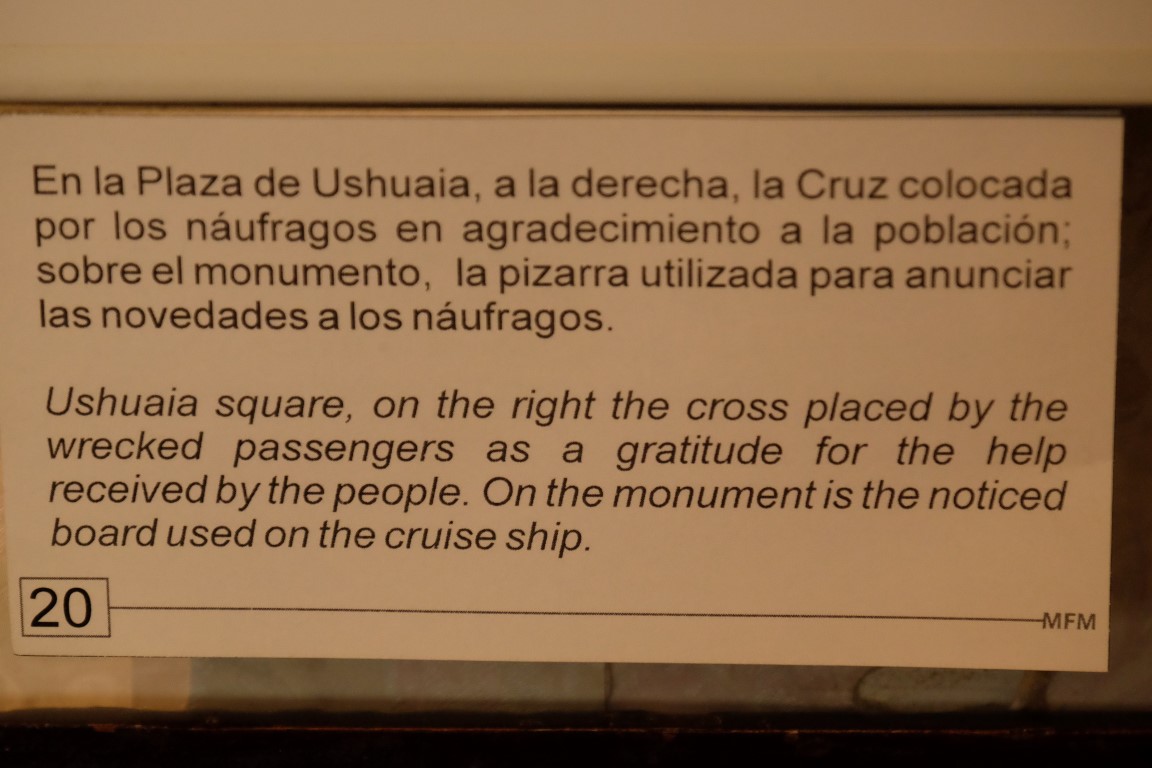 En la Plaza de Ushuaia, a la derecha, la Cruz colocada
por los náufragos en agradecimiento a la población;
sobre el monumento, la pizarra utilizada para anunciar
las novedades a los náufragos.
Ushuaia square, on the right the cross placed by the
wrecked passengers as a gratitude for the help
received by the people. On the monument is the noticed
board used on the cruise ship.
20
MFM